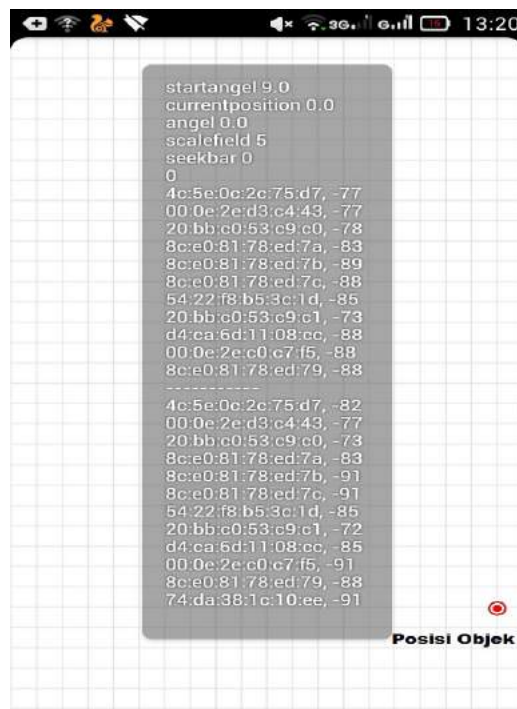 3G G 15 13:20
startangel 9.0
currentposition 0.0
angel 0.0
scalefield 5
seekbar 0
0
4c:5e:0c:2c:75:d7, -77
00:0e:2e:d3:c4:43, -77
20:bb:c0:53:c9:c0, -78
8c:e0:81:78:ed:7a, -83
8c:e0:81:78:ed:7b, -89
8c:e0:81:78:ed:7c, -88
54:22:f8:b5:3c:1d, -85
20:bb:c0:53:c9:c1, -73
d4:ca:6d:11:08:cc, -88
00:0e:2e:c0:c7:f5, -88
8c:e0:81:78:ed:79, -88
-----------
4c:5e:0c:2c:75:d7, -82
00:0e:2e:d3:c4:43, -77
20:bb:c0:53:c9:c0, -73
8c:e0:81:78:ed:7a, -83
8c:e0:81:78:ed:7b, -91
8c:e0:81:78:ed:7c, -91
54:22:f8:b5:3c:1d, -85
20:bb:c0:53:c9:c1, -72
d4:ca:6d:11:08:cc, -85
00:0e:2e:c0:c7:f5, -91
8c:e0:81:78:ed:79, -88
74:da:38:1c:10:ee, -91
Posisi Objek